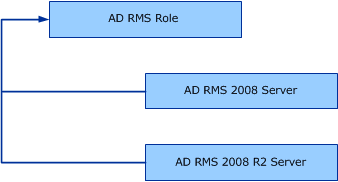 AD RMS Role
AD RMS 2008 Server
AD RMS 2008 R2 Server